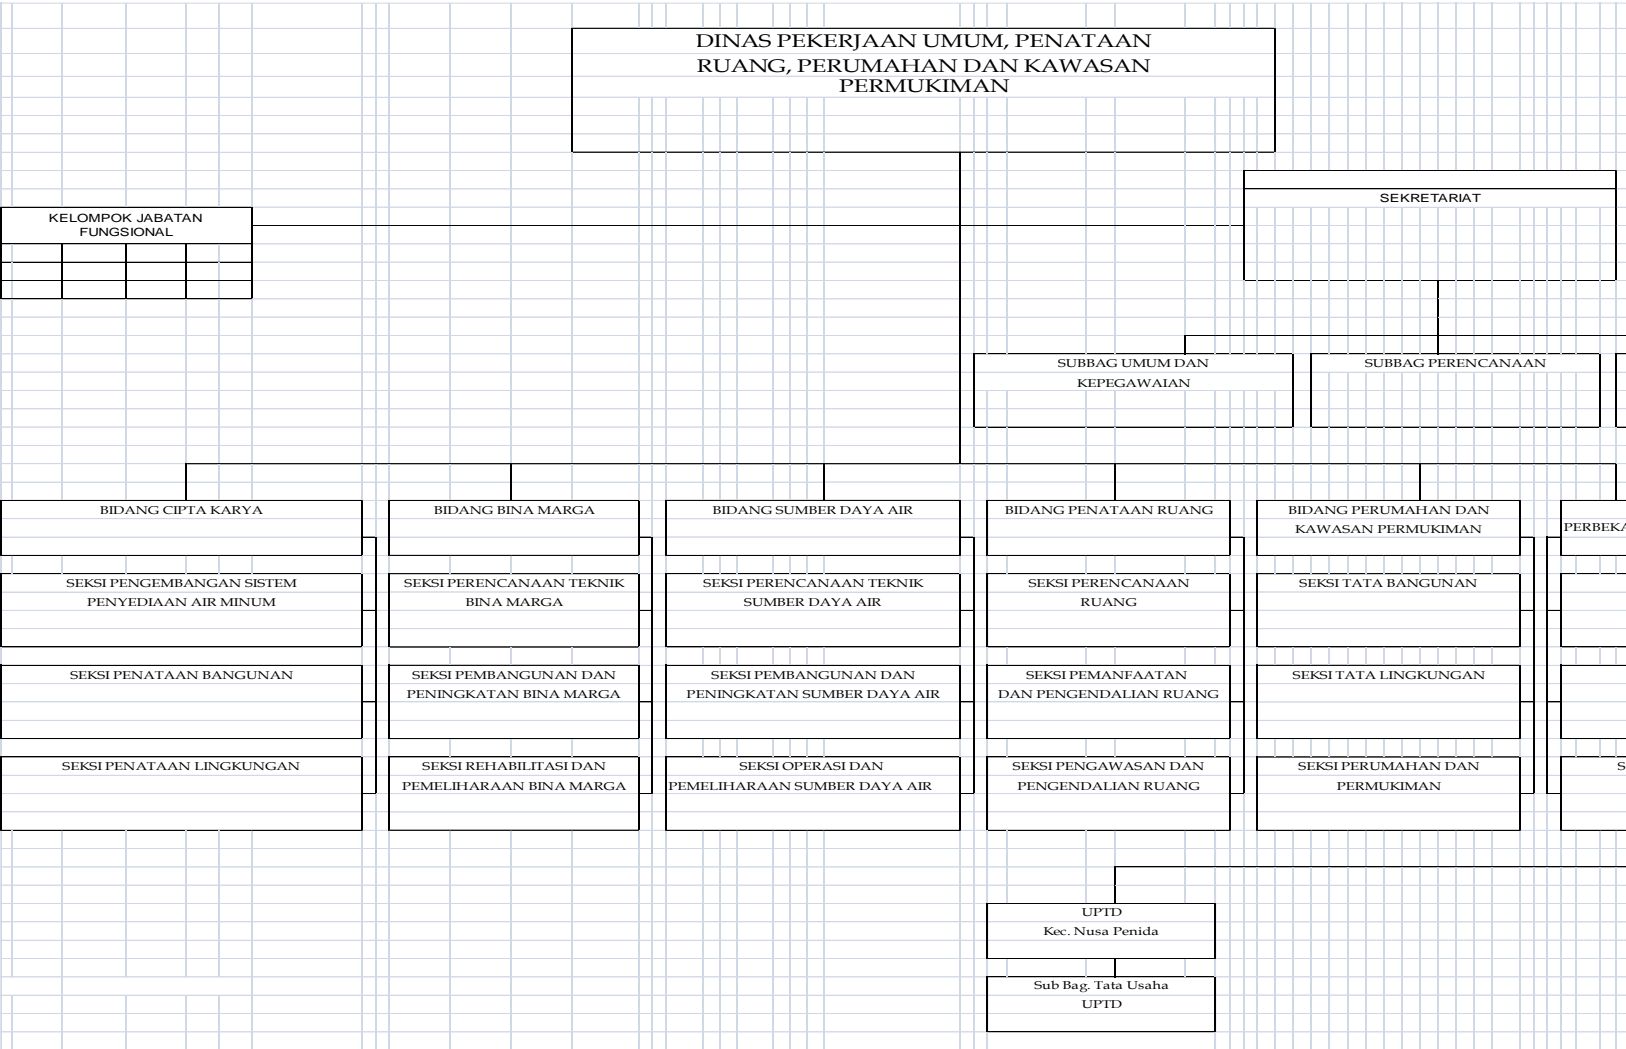 DINAS PEKERJAAN UMUM, PENATAAN
RUANG, PERUMAHAN DAN KAWASAN
PERMUKIMAN
SEKRETARIAT
KELOMPOK JABATAN
FUNGSIONAL
SUBBAG UMUM DAN
KEPEGAWAIAN
SUBBAG PERENCANAAN
BIDANG CIPTA KARYA
BIDANG BINA MARGA
BIDANG SUMBER DAYA AIR
BIDANG PENATAAN RUANG
BIDANG PERUMAHAN DAN
KAWASAN PERMUKIMAN
SEKSI PENGEMBANGAN SISTEM
PENYEDIAAN AIR MINUM
SEKSI PERENCANAAN TEKNIK
BINA MARGA
SEKSI PERENCANAAN TEKNIK
SUMBER DAYA AIR
SEKSI PERENCANAAN
RUANG
SEKSI TATA BANGUNAN
SEKSI PENATAAN BANGUNAN
SEKSI PEMBANGUNAN DAN
PENINGKATAN BINA MARGA
SEKSI PEMBANGUNAN DAN
PENINGKATAN SUMBER DAYA AIR
SEKSI PEMANFAATAN
DAN PENGENDALIAN RUANG
SEKSI TATA LINGKUNGAN
SEKSI PENATAAN LINGKUNGAN
SEKSI REHABILITASI DAN
PEMELIHARAAN BINA MARGA
SEKSI OPERASI DAN
PEMELIHARAAN SUMBER DAYA AIR
SEKSI PENGAWASAN DAN
PENGENDALIAN RUANG
SEKSI PERUMAHAN DAN
PERMUKIMAN
UPTD
Kec. Nusa Penida
Sub Bag. Tata Usaha
UPTD